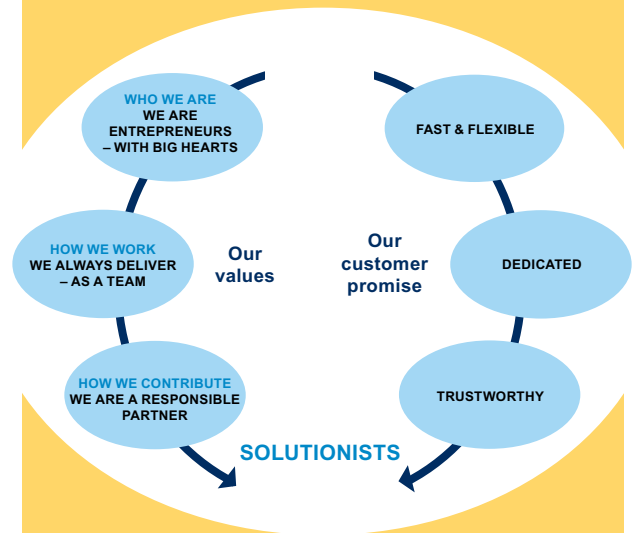 WHO WE ARE
WE ARE
ENTREPRENEURS
– WITH BIG HEARTS
HOW WE WORK
WE ALWAYS DELIVER
– AS A TEAM
HOW WE CONTRIBUTE
WE ARE A RESPONSIBLE
PARTNER
Our
values
Our
customer
promise
FAST & FLEXIBLE
DEDICATED
TRUSTWORTHY
SOLUTIONISTS